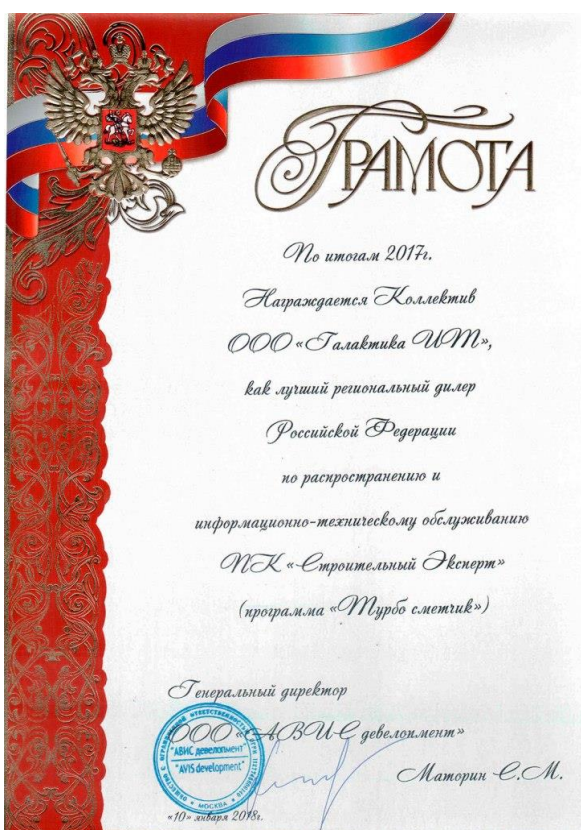 Грамота
По итогам 2017г.
Награждается Коллектив
ООО «Галактика ИТ»,
как лучший региональный дилер
Российской Федерации
по распространению и
информационно-техническому обслуживанию
ПК «Строительный Эксперт»
(программа «Турбо сметчик»)
Генеральный директор
ООО «АВИС девелопмент»
"АВИС девелопмент"
"AVIS development"
МОСКВА
Маторин С.М.
«10» января 2018г.